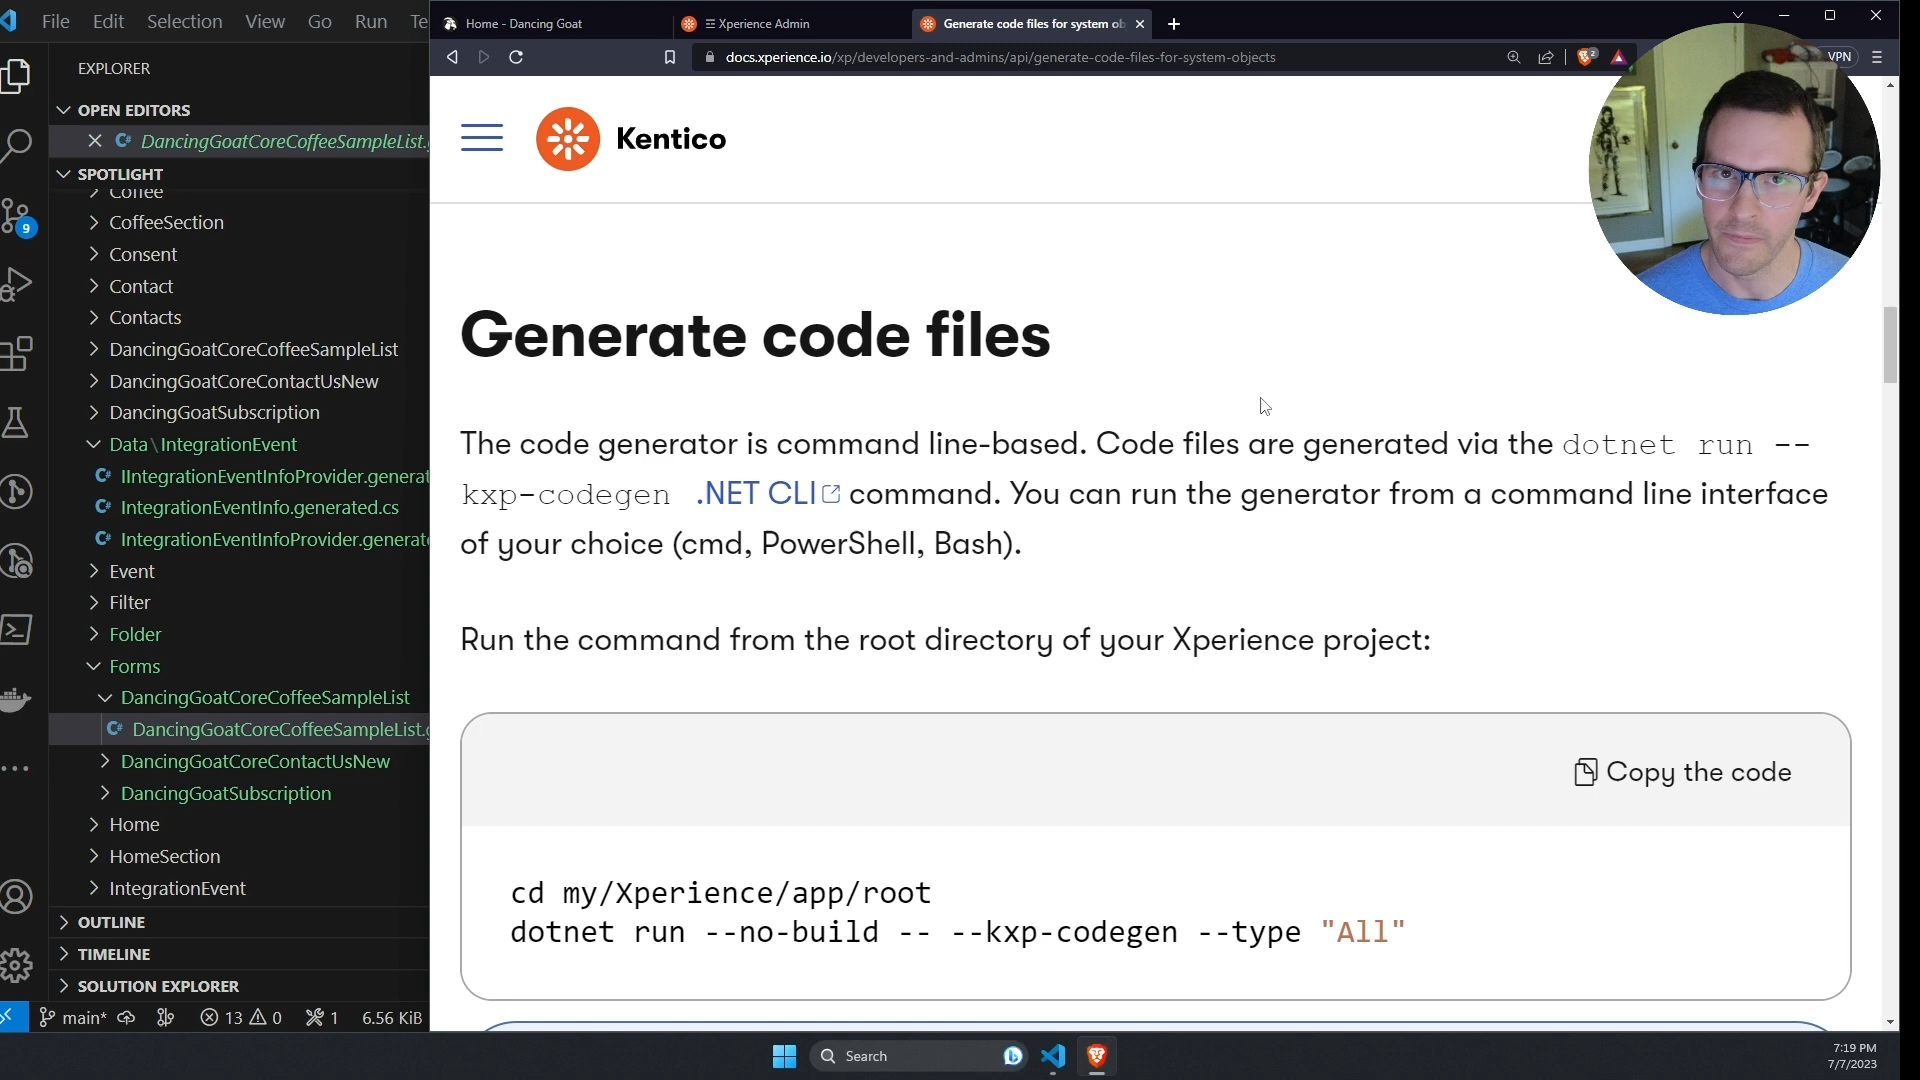 File Edit Selection View Go Run Te
EXPLORER
OPEN EDITORS
DancingGoatCoreCoffeeSampleList.
SPOTLIGHT
Coffee
CoffeeSection
Consent
Contact
Contacts
DancingGoatCoreCoffeeSampleList
DancingGoatCoreContactUsNew
DancingGoatSubscription
Data\IntegrationEvent
IIntegrationEventInfoProvider.generat
IntegrationEventInfo.generated.cs
IntegrationEventInfoProvider.generate
Event
Filter
Folder
Forms
DancingGoatCoreCoffeeSampleList
DancingGoatCoreCoffeeSampleList.g
DancingGoatCoreContactUsNew
DancingGoatSubscription
Home
HomeSection
IntegrationEvent
OUTLINE
TIMELINE
SOLUTION EXPLORER
9
main* 13 0 1 6.56 KiB
Home - Dancing Goat
Xperience Admin
Generate code files for system ob
docs.xperience.io/xp/developers-and-admins/api/generate-code-files-for-system-objects
2
VPN
Kentico
Generate code files
The code generator is command line-based. Code files are generated via the dotnet run --
kxp-codegen .NET CLI command. You can run the generator from a command line interface
of your choice (cmd, PowerShell, Bash).
Run the command from the root directory of your Xperience project:
Copy the code
cd my/Xperience/app/root
dotnet run --no-build -- --kxp-codegen --type "All"
Search
7:19 PM
7/7/2023